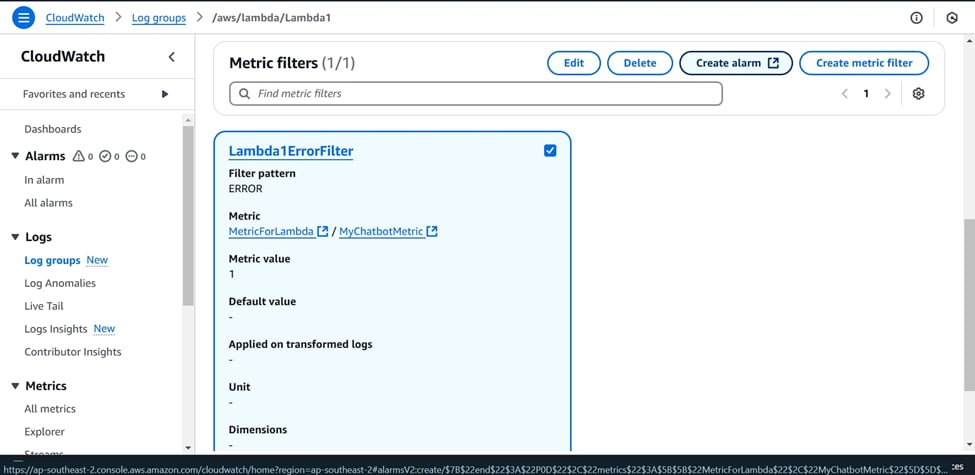 CloudWatch > Log groups > /aws/lambda/Lambda1
CloudWatch
Favorites and recents
Dashboards
Alarms 0 0 0
In alarm
All alarms
Logs
Log groups New
Log Anomalies
Live Tail
Logs Insights New
Contributor Insights
Metrics
All metrics
Explorer
Streams
Metric filters (1/1)
Edit
Delete
Create alarm
Create metric filter
Find metric filters
1
Lambda1ErrorFilter
Filter pattern
ERROR
Metric
MetricForLambda / MyChatbotMetric
Metric value
1
Default value
-
Applied on transformed logs
-
Unit
-
Dimensions
-
https://ap-southeast-2.console.aws.amazon.com/cloudwatch/home?region=ap-southeast-2#alarmsV2:create/$7B$22end$22$3A$22P0D$22$2C$22metrics$22$3A$5B$5B$22MetricForLambda$22$2C$22MyChatbotMetric$22$5D$5D$...